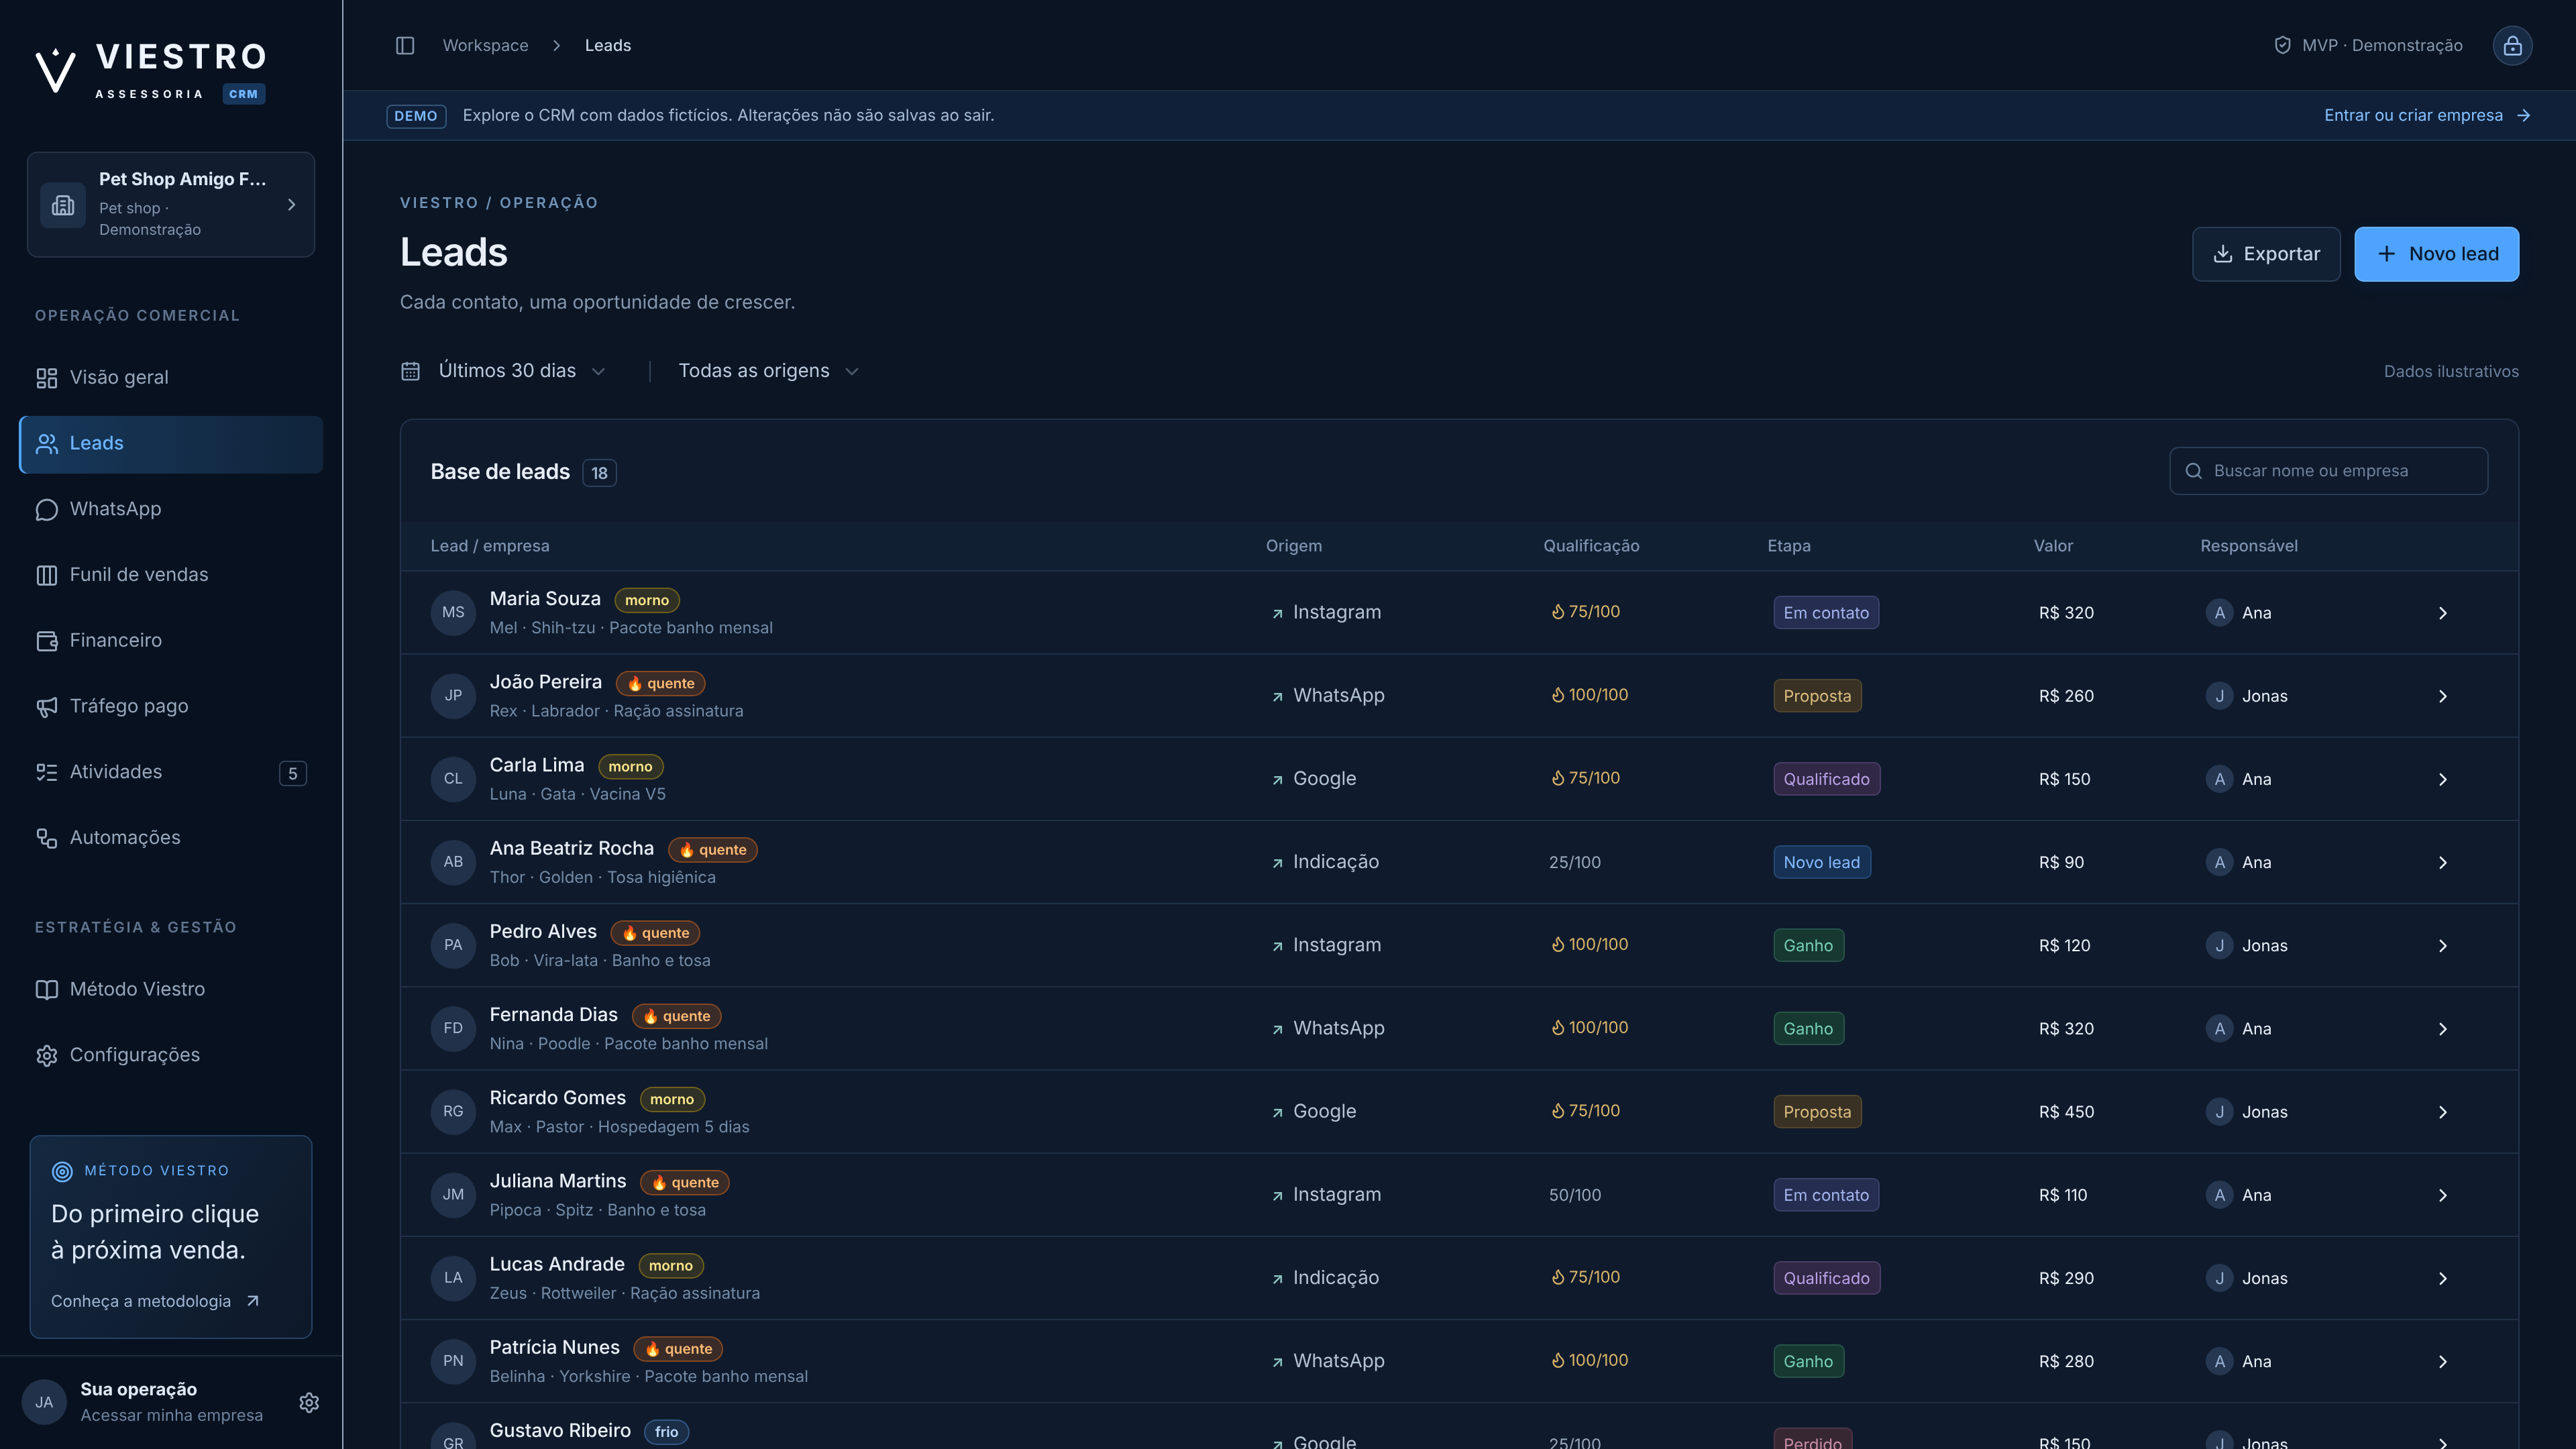 VIESTRO
ASSESSORIA CRM
Pet Shop Amigo F...
Pet shop ·
Demonstração
OPERAÇÃO COMERCIAL
Visão geral
Leads
WhatsApp
Funil de vendas
Financeiro
Tráfego pago
Atividades 5
Automações
ESTRATÉGIA & GESTÃO
Método Viestro
Configurações
MÉTODO VIESTRO
Do primeiro clique
à próxima venda.
Conheça a metodologia
JA Sua operação
Acessar minha empresa
Workspace Leads
MVP · Demonstração
DEMO Explore o CRM com dados fictícios. Alterações não são salvas ao sair.
Entrar ou criar empresa
VIESTRO / OPERAÇÃO
Leads
Cada contato, uma oportunidade de crescer.
Exportar
Novo lead
Últimos 30 dias
Todas as origens
Dados ilustrativos
Base de leads 18
Buscar nome ou empresa
Lead / empresa Origem Qualificação Etapa Valor Responsável
MS Maria Souza morno Instagram 75/100 Em contato R$ 320 A Ana
Mel · Shih-tzu · Pacote banho mensal
JP João Pereira 🔥 quente WhatsApp 100/100 Proposta R$ 260 J Jonas
Rex · Labrador · Ração assinatura
CL Carla Lima morno Google 75/100 Qualificado R$ 150 A Ana
Luna · Gata · Vacina V5
AB Ana Beatriz Rocha 🔥 quente Indicação 25/100 Novo lead R$ 90 A Ana
Thor · Golden · Tosa higiênica
PA Pedro Alves 🔥 quente Instagram 100/100 Ganho R$ 120 J Jonas
Bob · Vira-lata · Banho e tosa
FD Fernanda Dias 🔥 quente WhatsApp 100/100 Ganho R$ 320 A Ana
Nina · Poodle · Pacote banho mensal
RG Ricardo Gomes morno Google 75/100 Proposta R$ 450 J Jonas
Max · Pastor · Hospedagem 5 dias
JM Juliana Martins 🔥 quente Instagram 50/100 Em contato R$ 110 A Ana
Pipoca · Spitz · Banho e tosa
LA Lucas Andrade morno Indicação 75/100 Qualificado R$ 290 J Jonas
Zeus · Rottweiler · Ração assinatura
PN Patrícia Nunes 🔥 quente WhatsApp 100/100 Ganho R$ 280 A Ana
Belinha · Yorkshire · Pacote banho mensal
GR Gustavo Ribeiro frio Google 25/100 Perdido R$ 150 J Jonas